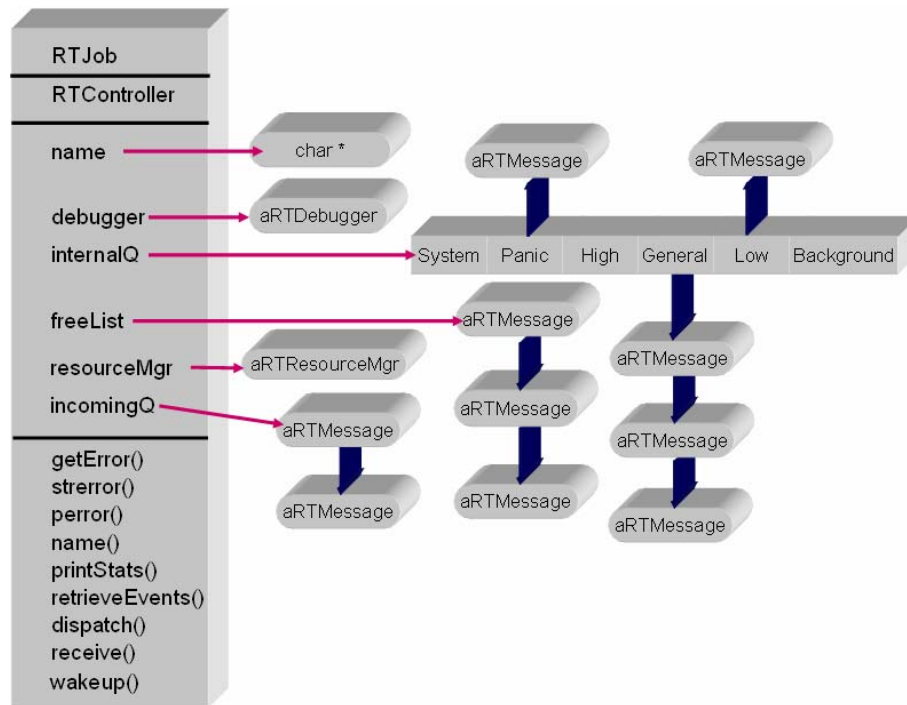 RTJob
RTController
name
char *
debugger
aRTDebugger
internalQ
freeList
resourceMgr
aRTResourceMgr
incomingQ
aRTMessage
aRTMessage
getError()
strerror()
perror()
name()
printStats()
retrieveEvents()
dispatch()
receive()
wakeup()
aRTMessage
aRTMessage
System Panic High General Low Background
aRTMessage
aRTMessage
aRTMessage
aRTMessage
aRTMessage
aRTMessage